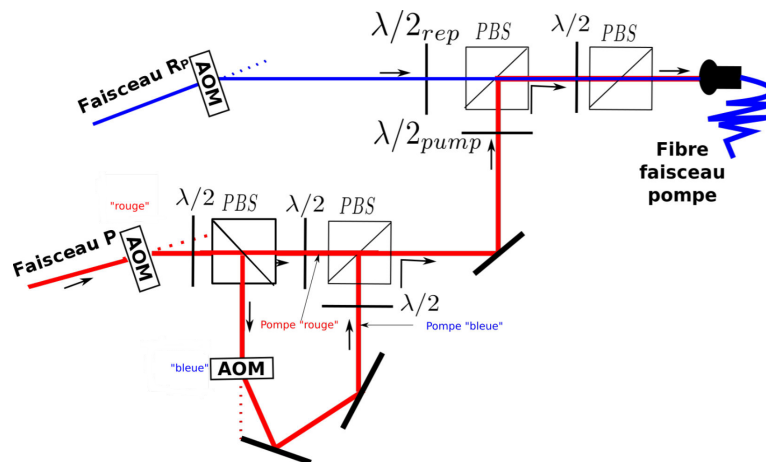 λ/2rep
PBS
λ/2
PBS
Faisceau RP
AOM
λ/2pump
Fibre
faisceau
pompe
"rouge"
λ/2
PBS
λ/2
PBS
Faisceau P
AOM
λ/2
Pompe "rouge"
Pompe "bleue"
"bleue"
AOM